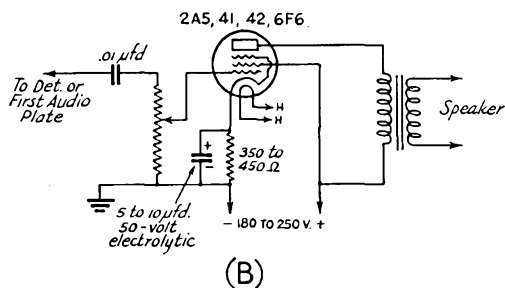 2A5, 41, 42, 6F6
.01 μfd
To Det. or
First Audio
Plate
H
H
Speaker
+
-
350 to
450 Ω
5 to 10 μfd.
50-volt
electrolytic
- 180 TO 250 V. +
(B)